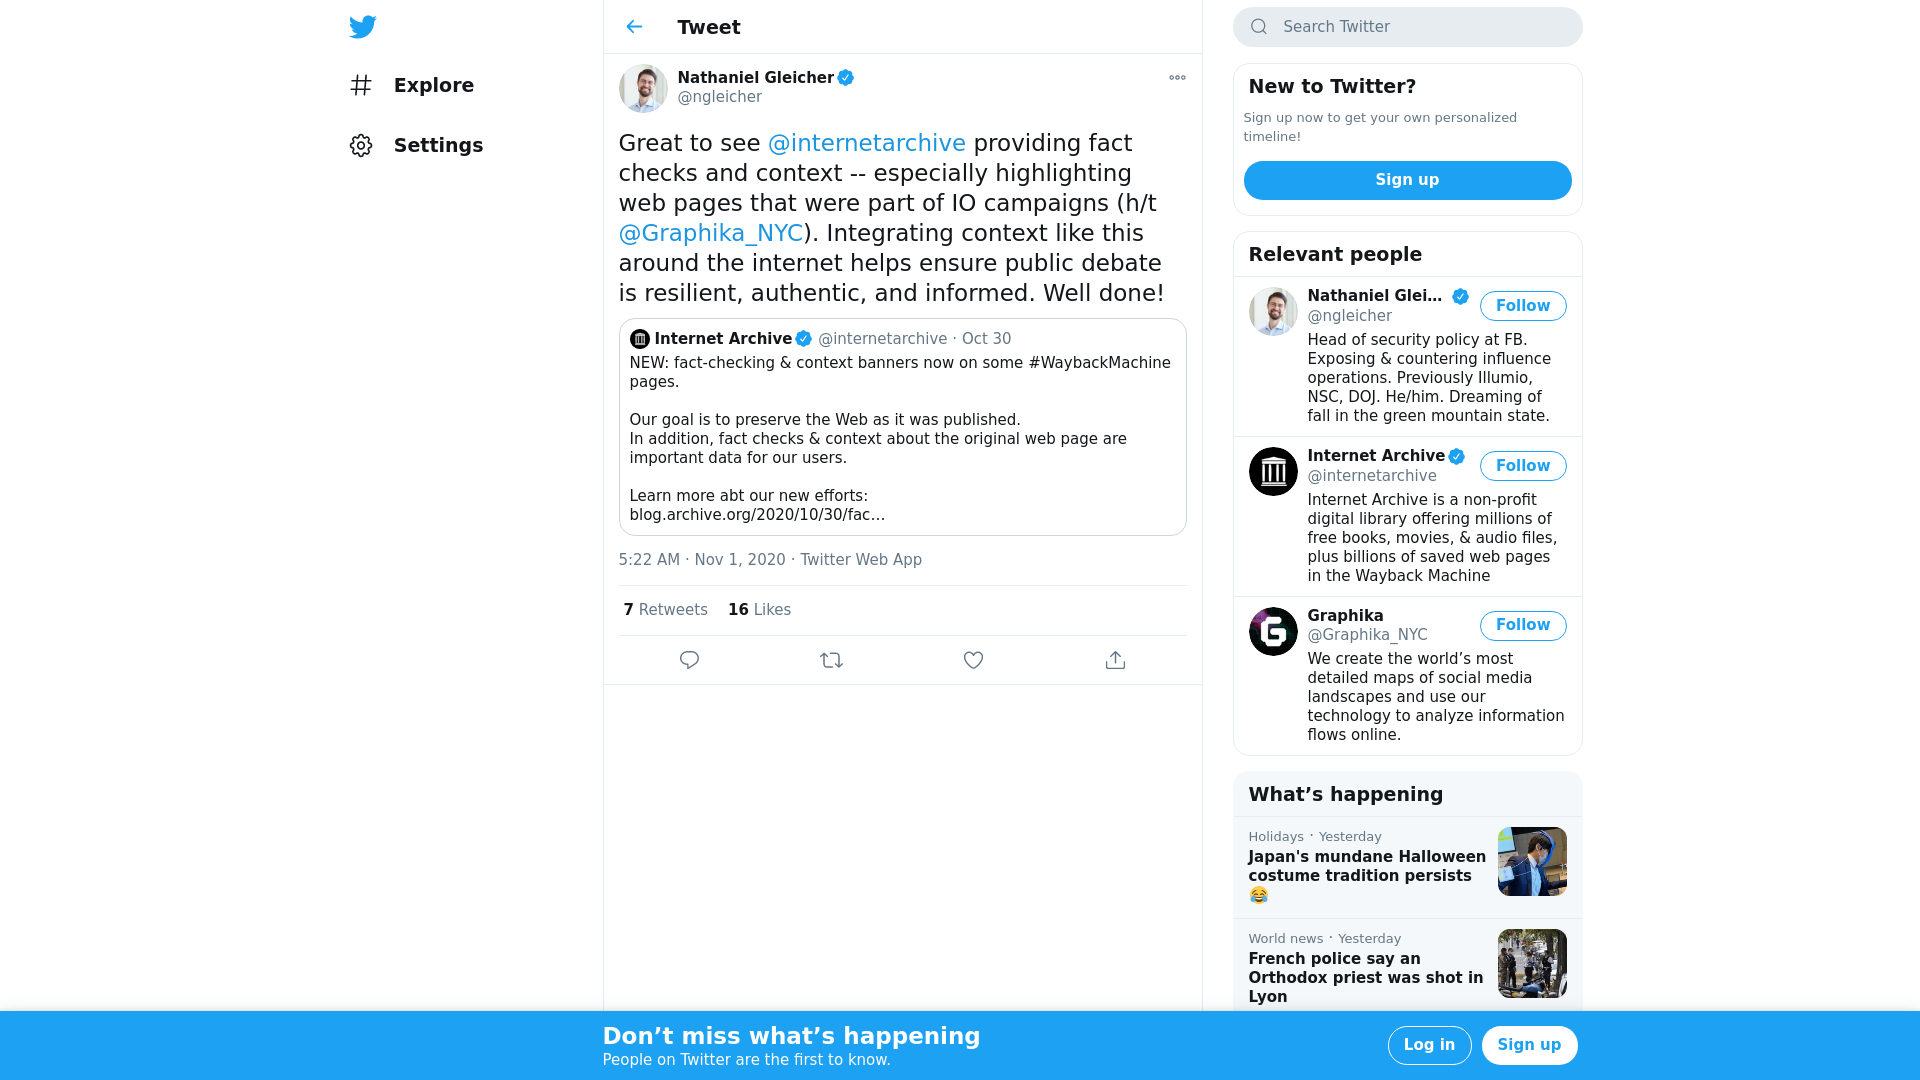 Explore
Settings
Tweet
Nathaniel Gleicher
@ngleicher
Great to see @internetarchive providing fact
checks and context -- especially highlighting
web pages that were part of IO campaigns (h/t
@Graphika_NYC). Integrating context like this
around the internet helps ensure public debate
is resilient, authentic, and informed. Well done!
Internet Archive @internetarchive · Oct 30
NEW: fact-checking & context banners now on some #WaybackMachine
pages.
Our goal is to preserve the Web as it was published.
In addition, fact checks & context about the original web page are
important data for our users.
Learn more abt our new efforts:
blog.archive.org/2020/10/30/fac…
5:22 AM · Nov 1, 2020 · Twitter Web App
7 Retweets 16 Likes
Search Twitter
New to Twitter?
Sign up now to get your own personalized
timeline!
Sign up
Relevant people
Nathaniel Glei…
Follow
@ngleicher
Head of security policy at FB.
Exposing & countering influence
operations. Previously Illumio,
NSC, DOJ. He/him. Dreaming of
fall in the green mountain state.
Internet Archive
Follow
@internetarchive
Internet Archive is a non-profit
digital library offering millions of
free books, movies, & audio files,
plus billions of saved web pages
in the Wayback Machine
Graphika
Follow
@Graphika_NYC
We create the world’s most
detailed maps of social media
landscapes and use our
technology to analyze information
flows online.
What’s happening
Holidays · Yesterday
Japan's mundane Halloween
costume tradition persists
😂
World news · Yesterday
French police say an
Orthodox priest was shot in
Lyon
Don’t miss what’s happening
People on Twitter are the first to know.
Log in
Sign up